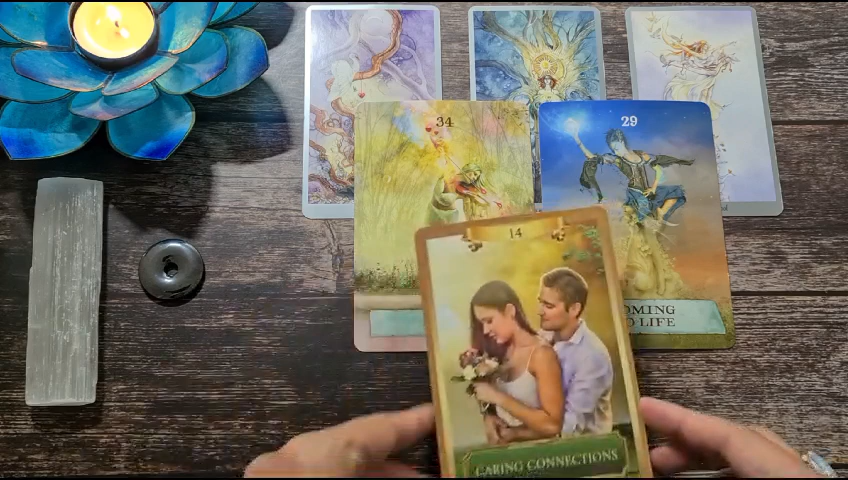 34
29
14
OMING
O LIFE
CARING CONNECTIONS